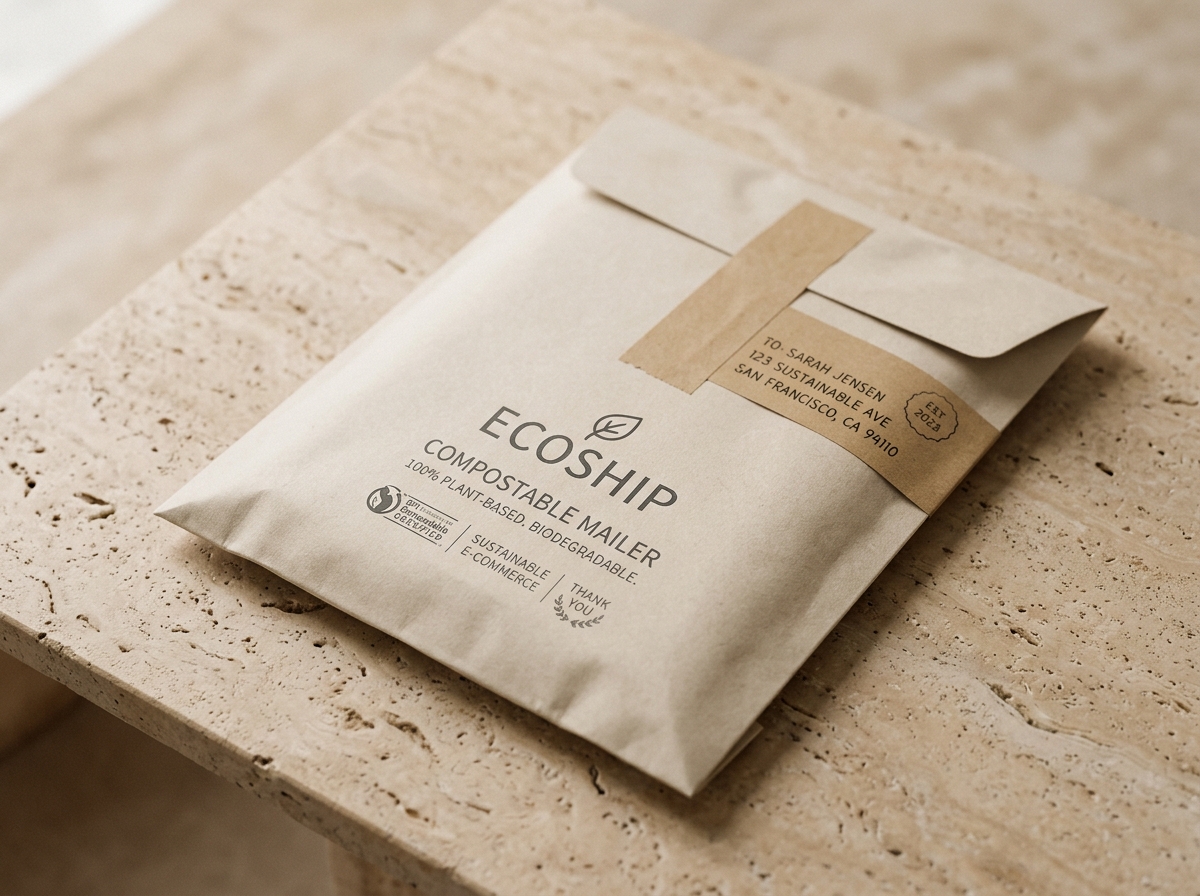 TO: SARAH JENSEN
123 SUSTAINABLE AVE
SAN FRANCISCO, CA 94110
EST
ECOSHIP
COMPOSTABLE MAILER
100% PLANT-BASED, BIODEGRADABLE.
SUSTAINABLE
E-COMMERCE
THANK
YOU